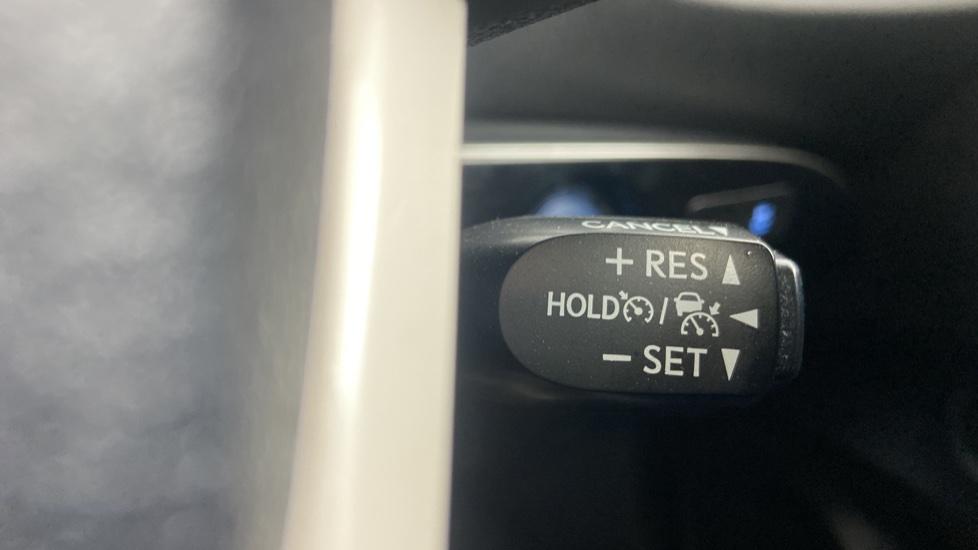 CANCEL▼
+ RES ▲
HOLD / ◀
− SET ▼